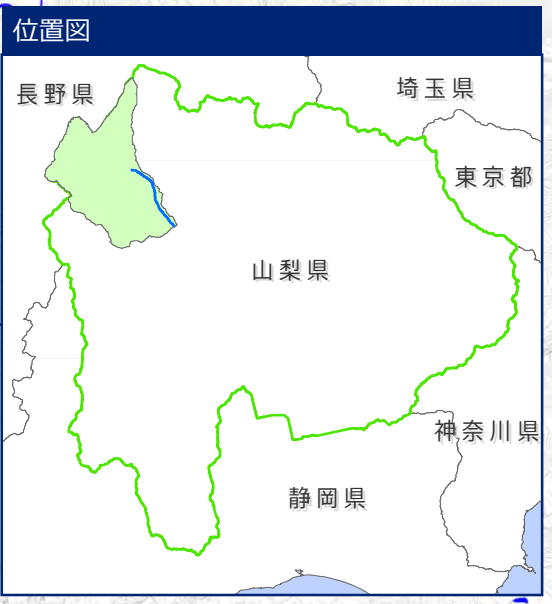 位置図
長野県
埼玉県
東京都
山梨県
神奈川県
静岡県